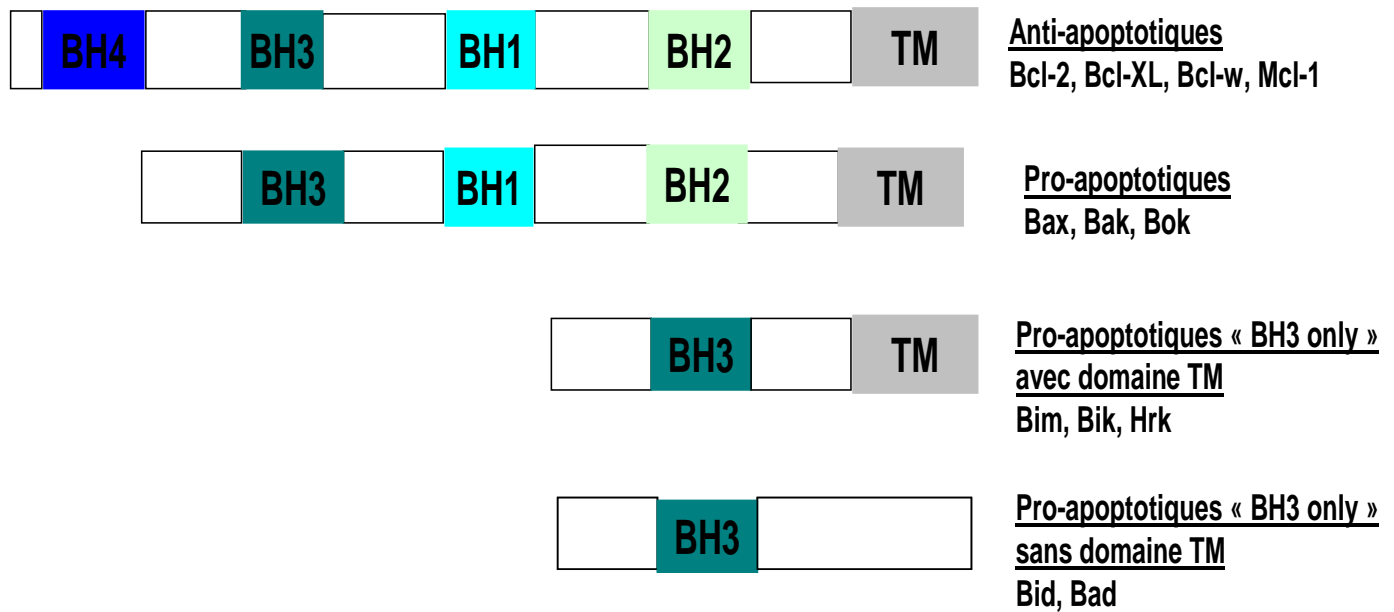 BH4 BH3 BH1 BH2 TM
Anti-apoptotiques
Bcl-2, Bcl-XL, Bcl-w, Mcl-1
BH3 BH1 BH2 TM
Pro-apoptotiques
Bax, Bak, Bok
BH3 TM
Pro-apoptotiques « BH3 only »
avec domaine TM
Bim, Bik, Hrk
BH3
Pro-apoptotiques « BH3 only »
sans domaine TM
Bid, Bad